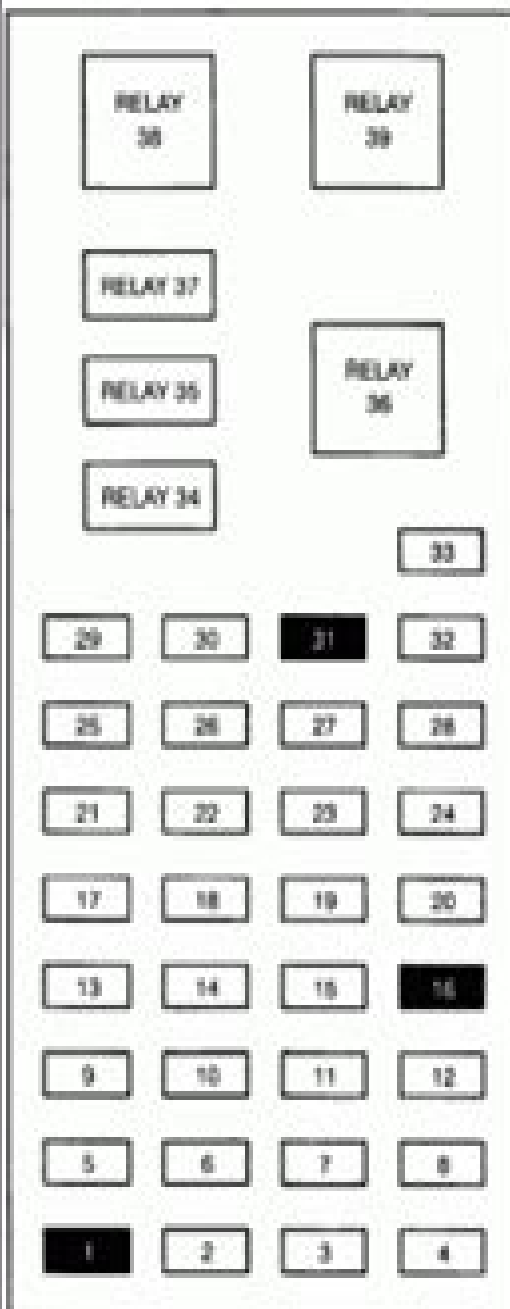 RELAY
38
RELAY
39
RELAY 37
RELAY
36
RELAY 35
RELAY 34
33
29 30 31 32
25 26 27 28
21 22 23 24
17 18 19 20
13 14 15 16
9 10 11 12
5 6 7 8
1 2 3 4